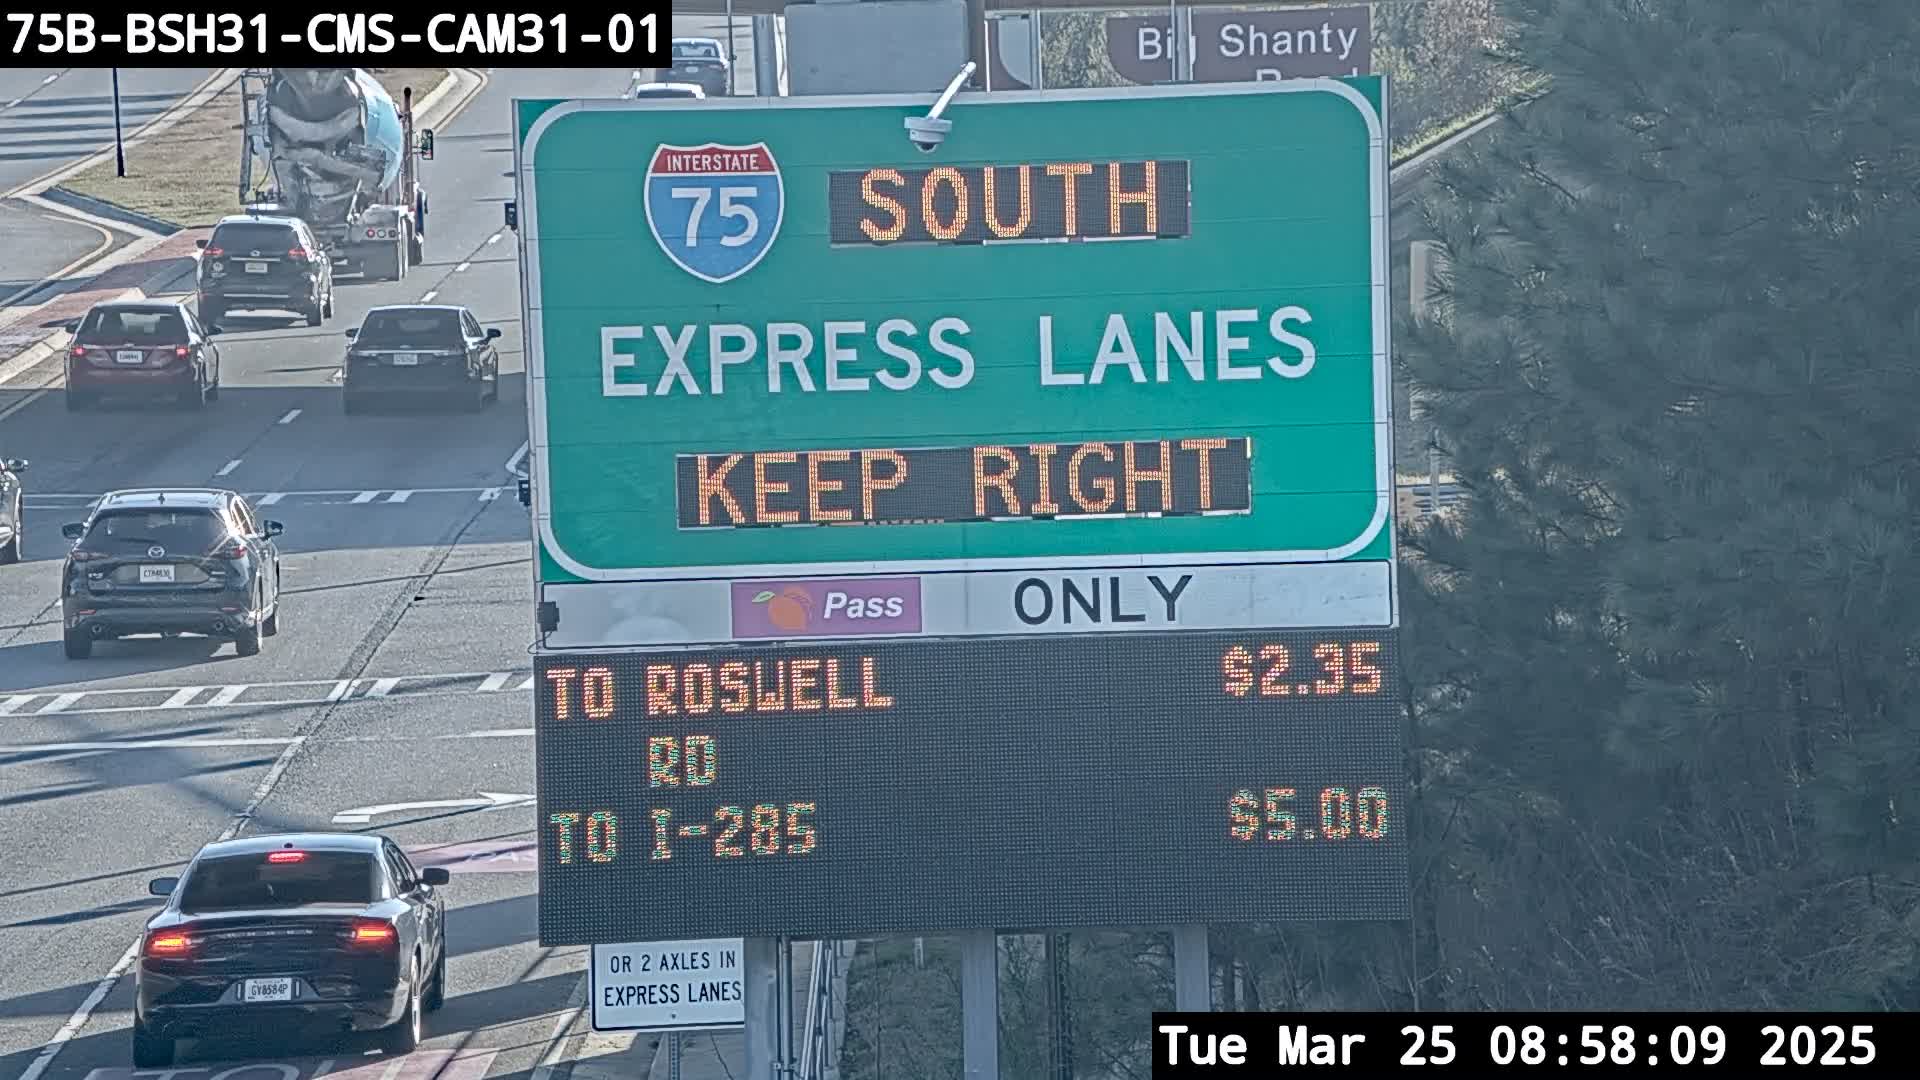 75B-BSH31-CMS-CAM31-01
Big Shanty
Road
INTERSTATE
75
SOUTH
EXPRESS LANES
KEEP RIGHT
Pass
ONLY
TO ROSWELL $2.35
RD
TO I-285 $5.00
OR 2 AXLES IN
EXPRESS LANES
Tue Mar 25 08:58:09 2025